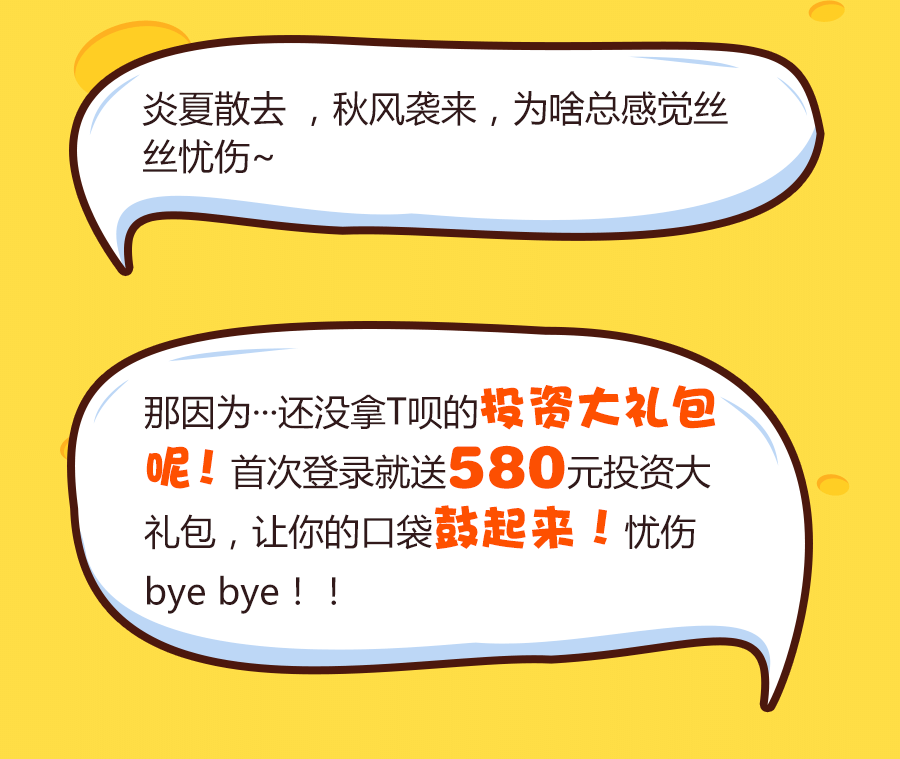 炎夏散去 ，秋风袭来，为啥总感觉丝
丝忧伤~
那因为···还没拿T呗的投资大礼包
呢！首次登录就送580元投资大
礼包，让你的口袋鼓起来！忧伤
bye bye！！